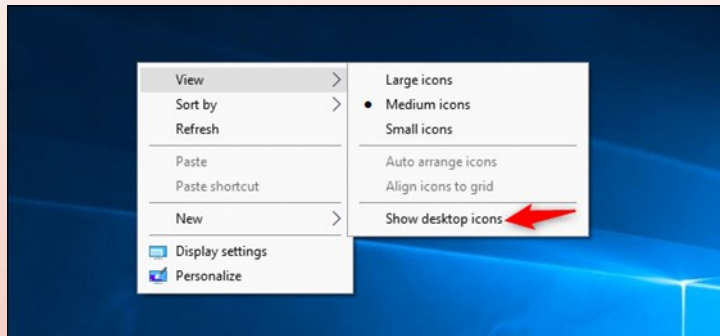 View
Sort by
Refresh
Paste
Paste shortcut
New
Display settings
Personalize
Large icons
Medium icons
Small icons
Auto arrange icons
Align icons to grid
Show desktop icons